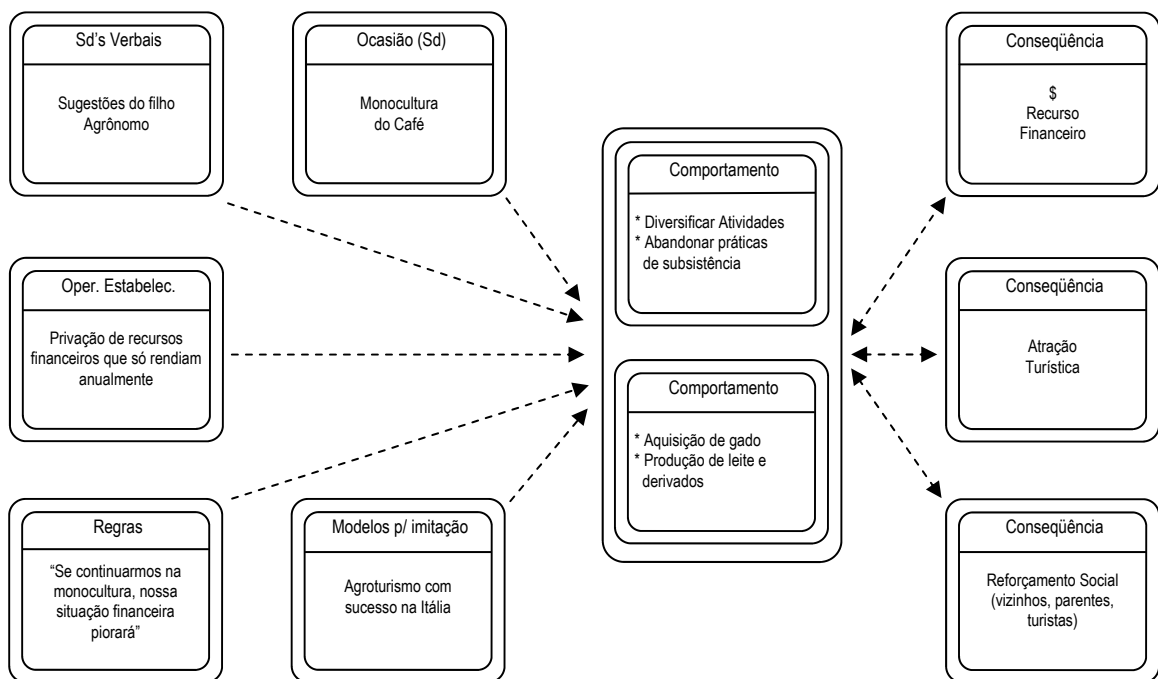 Sd's Verbais
Sugestões do filho
Agrônomo
Ocasião (Sd)
Monocultura
do Café
Oper. Estabelec.
Privação de recursos
financeiros que só rendiam
anualmente
Regras
“Se continuarmos na
monocultura, nossa
situação financeira
piorará”
Modelos p/ imitação
Agroturismo com
sucesso na Itália
Comportamento
* Diversificar Atividades
* Abandonar práticas
de subsistência
Comportamento
* Aquisição de gado
* Produção de leite e
derivados
Conseqüência
$
Recurso
Financeiro
Conseqüência
Atração
Turística
Conseqüência
Reforçamento Social
(vizinhos, parentes,
turistas)